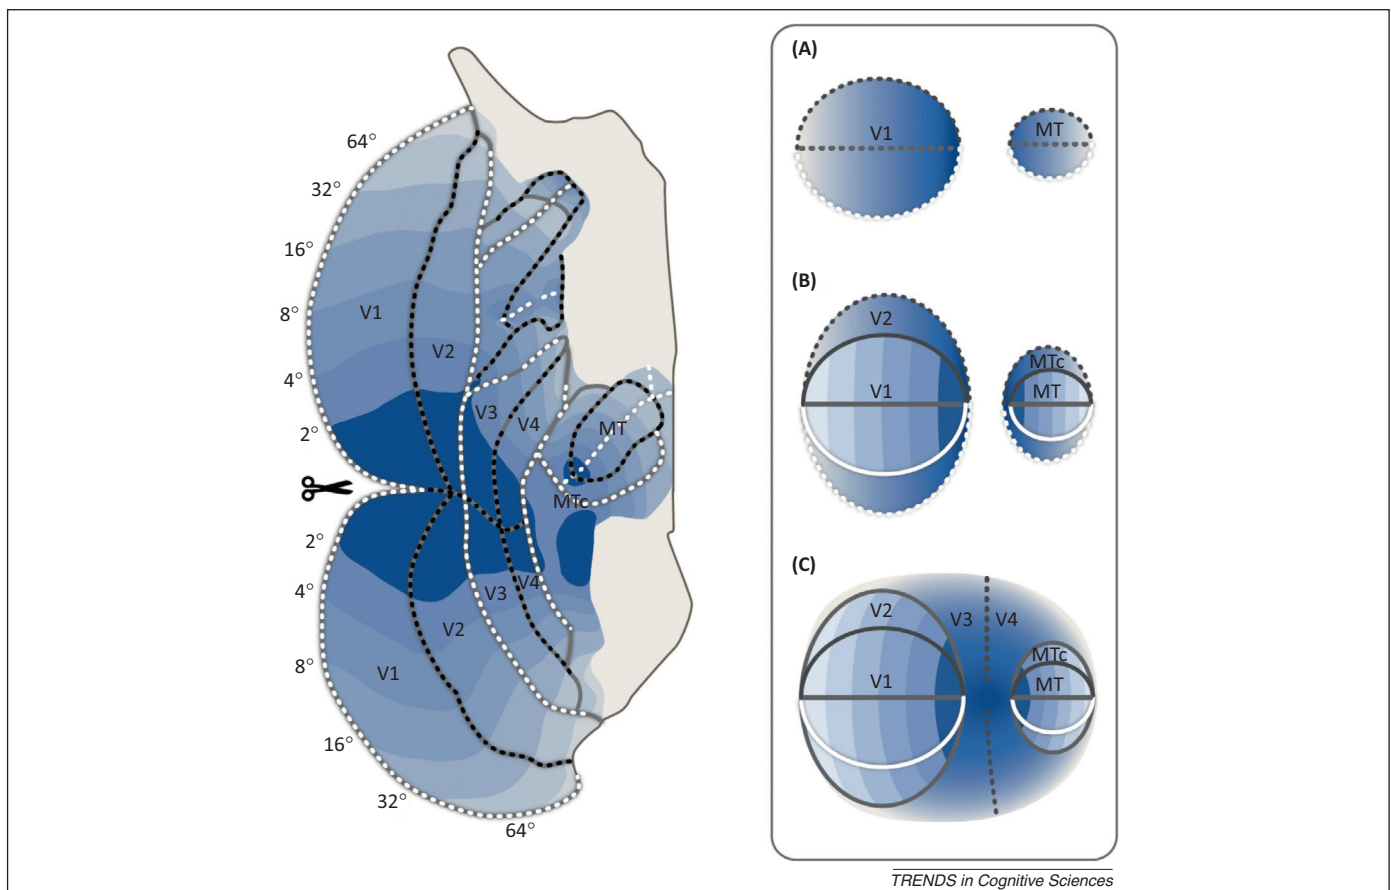 64°
32°
16°
8°
4°
2°
2°
4°
8°
16°
32°
64°
V1
V2
V3
V4
MT
MTc
V3
V4
V2
V1
(A)
V1
MT
(B)
V2
V1
MTc
MT
(C)
V2
V3
V4
V1
MTc
MT
TRENDS in Cognitive Sciences